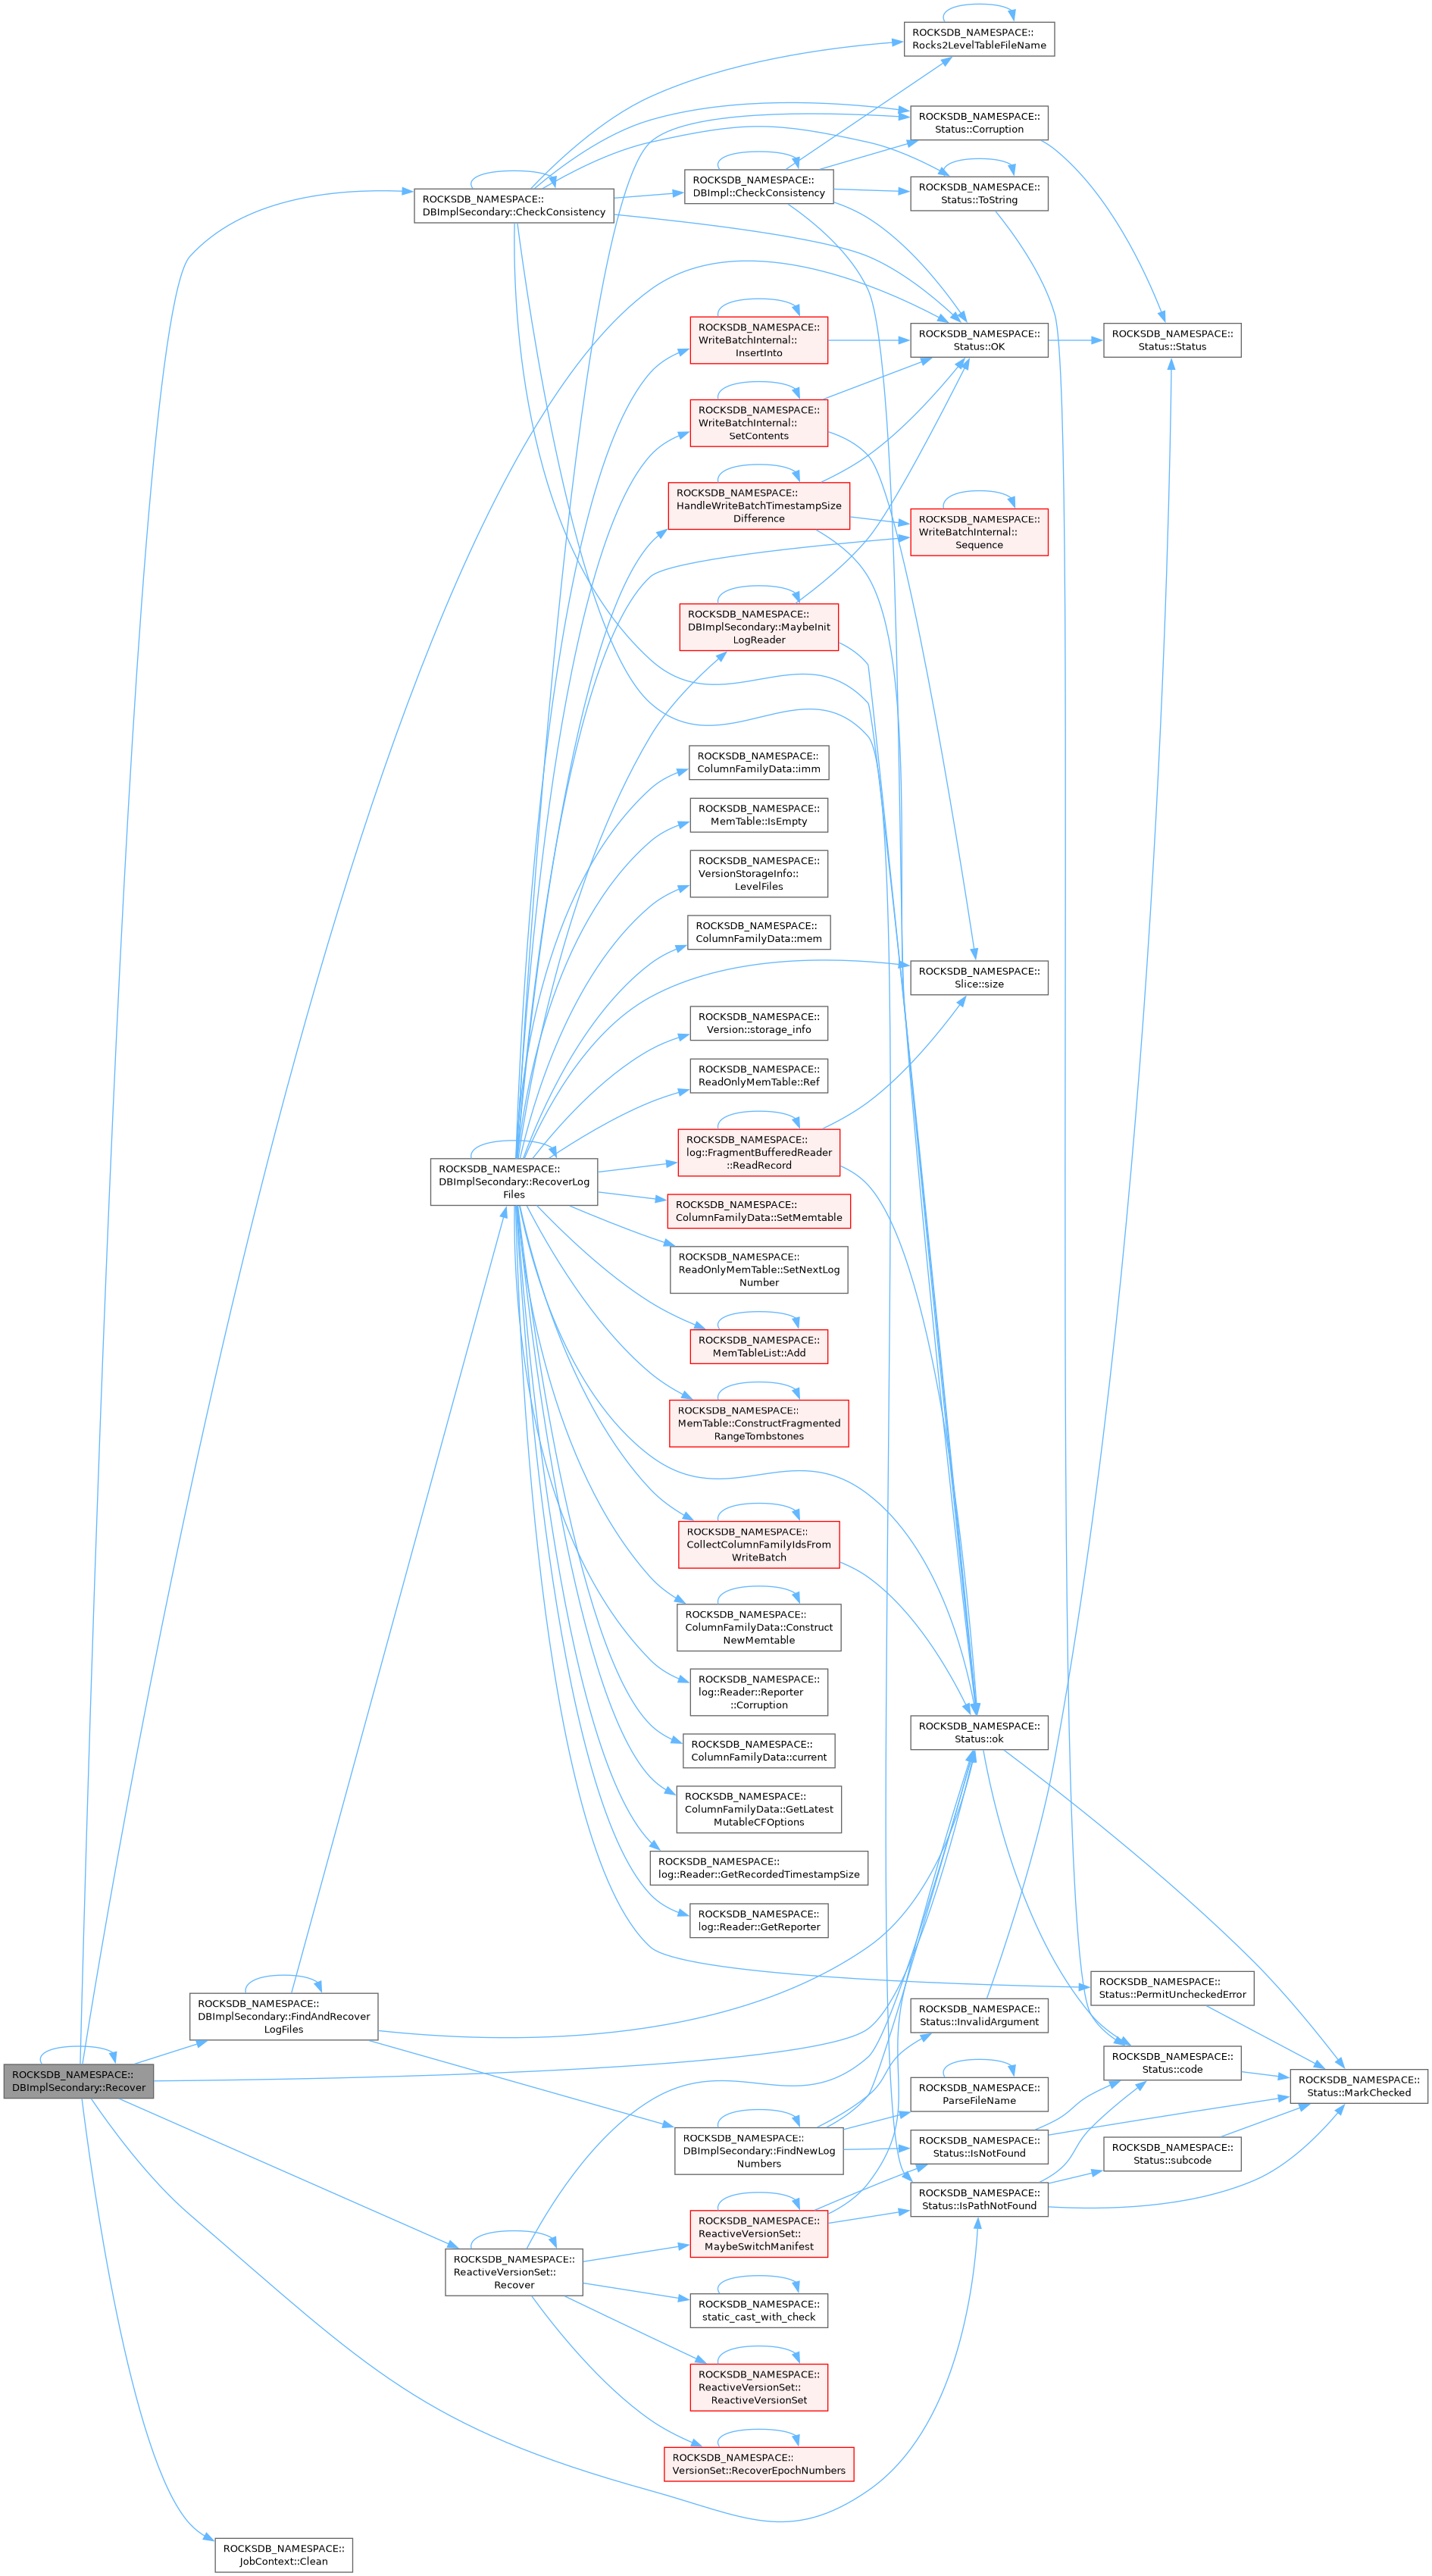 ROCKSDB_NAMESPACE::
Rocks2LevelTableFileName
ROCKSDB_NAMESPACE::
Status::Corruption
ROCKSDB_NAMESPACE::
DBImpl::CheckConsistency
ROCKSDB_NAMESPACE::
Status::ToString
ROCKSDB_NAMESPACE::
DBImplSecondary::CheckConsistency
ROCKSDB_NAMESPACE::
WriteBatchInternal::
InsertInto
ROCKSDB_NAMESPACE::
Status::OK
ROCKSDB_NAMESPACE::
Status::Status
ROCKSDB_NAMESPACE::
WriteBatchInternal::
SetContents
ROCKSDB_NAMESPACE::
HandleWriteBatchTimestampSize
Difference
ROCKSDB_NAMESPACE::
WriteBatchInternal::
Sequence
ROCKSDB_NAMESPACE::
DBImplSecondary::MaybeInit
LogReader
ROCKSDB_NAMESPACE::
ColumnFamilyData::imm
ROCKSDB_NAMESPACE::
MemTable::IsEmpty
ROCKSDB_NAMESPACE::
VersionStorageInfo::
LevelFiles
ROCKSDB_NAMESPACE::
ColumnFamilyData::mem
ROCKSDB_NAMESPACE::
Slice::size
ROCKSDB_NAMESPACE::
Version::storage_info
ROCKSDB_NAMESPACE::
ReadOnlyMemTable::Ref
ROCKSDB_NAMESPACE::
log::FragmentBufferedReader
::ReadRecord
ROCKSDB_NAMESPACE::
DBImplSecondary::RecoverLog
Files
ROCKSDB_NAMESPACE::
ColumnFamilyData::SetMemtable
ROCKSDB_NAMESPACE::
ReadOnlyMemTable::SetNextLog
Number
ROCKSDB_NAMESPACE::
MemTableList::Add
ROCKSDB_NAMESPACE::
MemTable::ConstructFragmented
RangeTombstones
ROCKSDB_NAMESPACE::
CollectColumnFamilyIdsFrom
WriteBatch
ROCKSDB_NAMESPACE::
ColumnFamilyData::Construct
NewMemtable
ROCKSDB_NAMESPACE::
log::Reader::Reporter
::Corruption
ROCKSDB_NAMESPACE::
Status::ok
ROCKSDB_NAMESPACE::
ColumnFamilyData::current
ROCKSDB_NAMESPACE::
ColumnFamilyData::GetLatest
MutableCFOptions
ROCKSDB_NAMESPACE::
log::Reader::GetRecordedTimestampSize
ROCKSDB_NAMESPACE::
log::Reader::GetReporter
ROCKSDB_NAMESPACE::
Status::PermitUncheckedError
ROCKSDB_NAMESPACE::
DBImplSecondary::FindAndRecover
LogFiles
ROCKSDB_NAMESPACE::
Status::InvalidArgument
ROCKSDB_NAMESPACE::
DBImplSecondary::Recover
ROCKSDB_NAMESPACE::
Status::code
ROCKSDB_NAMESPACE::
Status::MarkChecked
ROCKSDB_NAMESPACE::
ParseFileName
ROCKSDB_NAMESPACE::
DBImplSecondary::FindNewLog
Numbers
ROCKSDB_NAMESPACE::
Status::IsNotFound
ROCKSDB_NAMESPACE::
Status::subcode
ROCKSDB_NAMESPACE::
Status::IsPathNotFound
ROCKSDB_NAMESPACE::
ReactiveVersionSet::
MaybeSwitchManifest
ROCKSDB_NAMESPACE::
ReactiveVersionSet::
Recover
ROCKSDB_NAMESPACE::
static_cast_with_check
ROCKSDB_NAMESPACE::
ReactiveVersionSet::
ReactiveVersionSet
ROCKSDB_NAMESPACE::
VersionSet::RecoverEpochNumbers
ROCKSDB_NAMESPACE::
JobContext::Clean